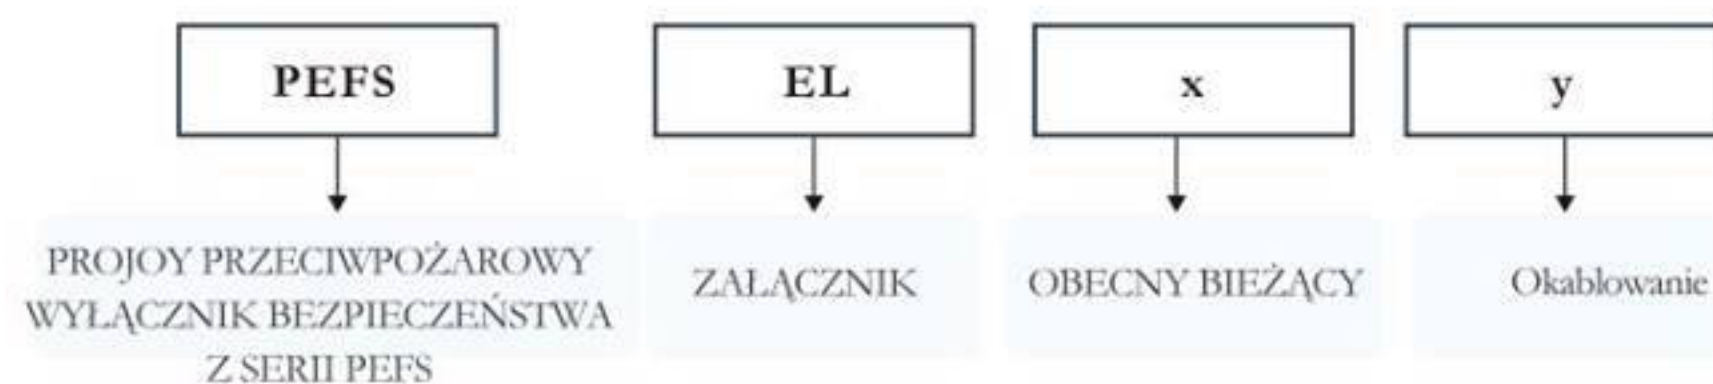 PEFS
EL
x
y
PROJOY PRZECIWPOŻAROWY
WYŁĄCZNIK BEZPIECZEŃSTWA
Z SERII PEFS
ZAŁĄCZNIK
OBECNY BIEŻĄCY
Okablowanie